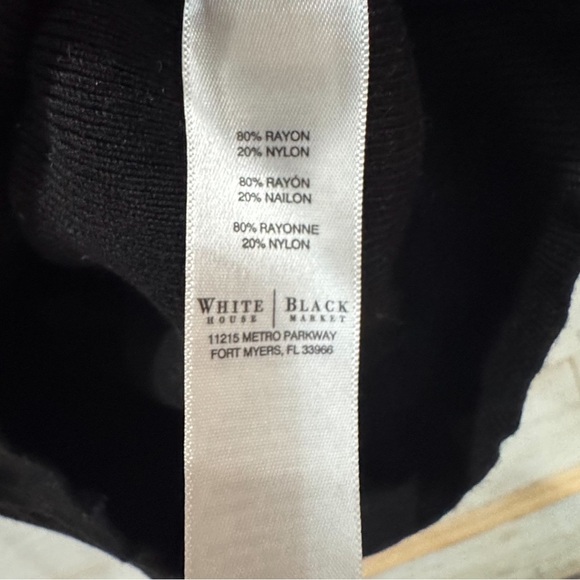 80% RAYON
20% NYLON
80% RAYÓN
20% NAILON
80% RAYONNE
20% NYLON
WHITE | BLACK
HOUSE | MARKET
11215 METRO PARKWAY
FORT MYERS, FL 33966